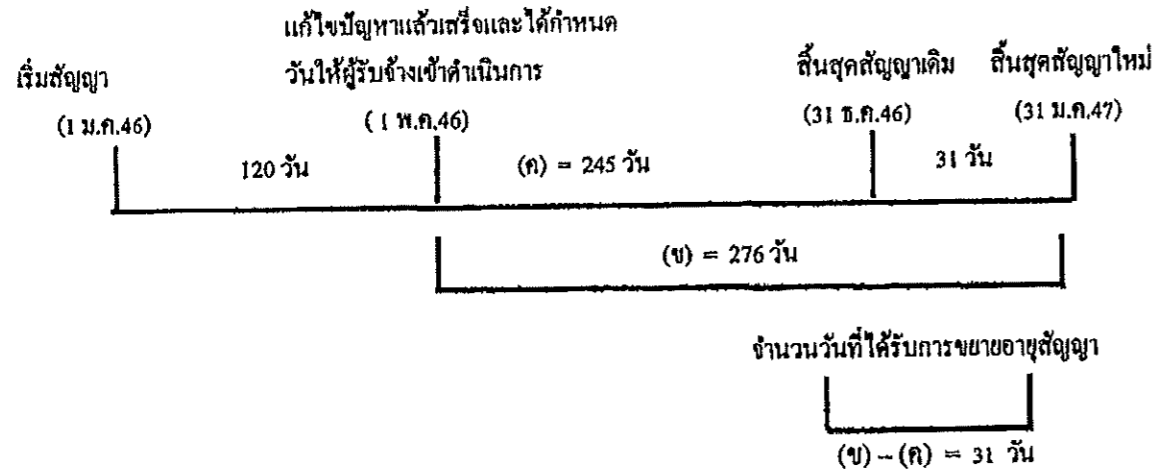 แก้ไขปัญหาแล้วเสร็จและได้กำหนด
เริ่มสัญญา วันให้ผู้รับจ้างเข้าดำเนินการ สิ้นสุดสัญญาเดิม สิ้นสุดสัญญาใหม่
(1 ม.ค.46) (1 พ.ค.46) (31 ธ.ค.46) (31 ม.ค.47)
120 วัน (ค) = 245 วัน 31 วัน
(ข) = 276 วัน
จำนวนวันที่ได้รับการขยายอายุสัญญา
(ข) – (ค) = 31 วัน